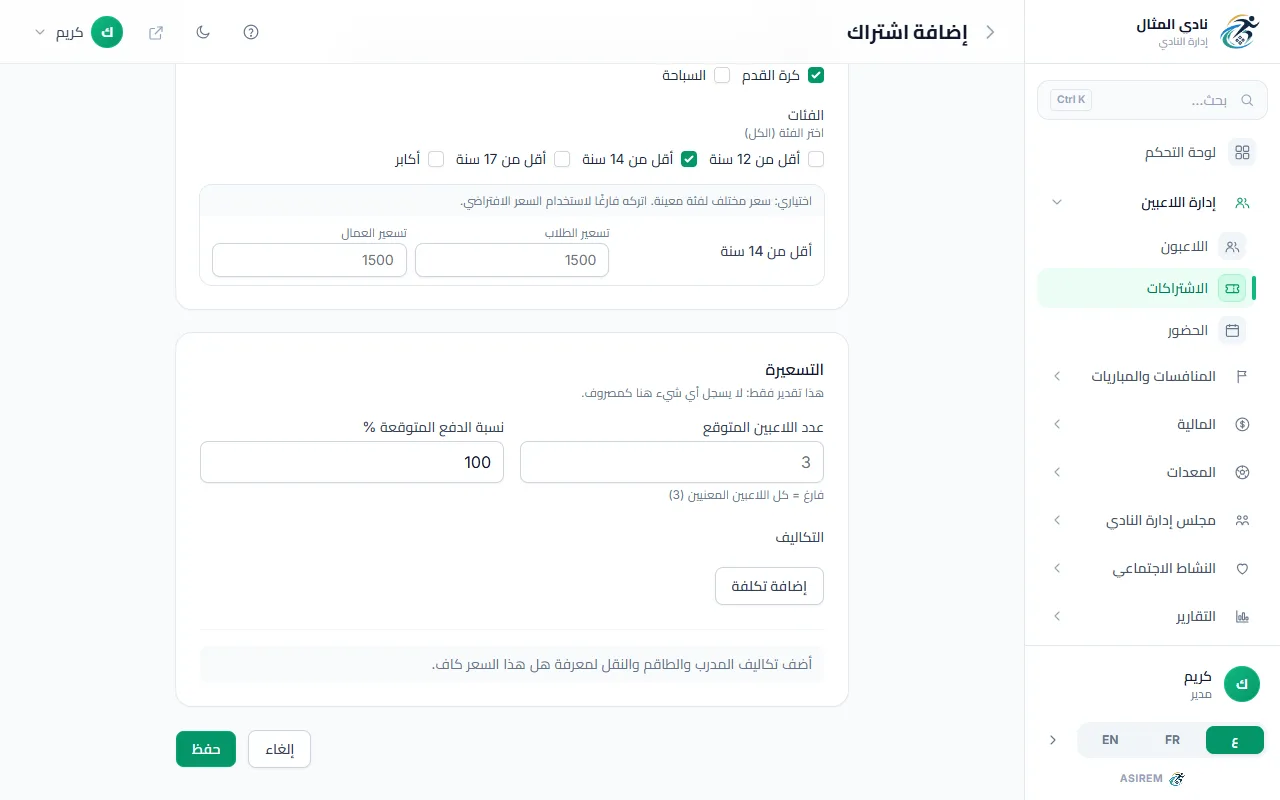 نادي المثال
إدارة النادي
بحث...
Ctrl K
لوحة التحكم
إدارة اللاعبين
اللاعبون
الاشتراكات
الحضور
المنافسات والمباريات
المالية
المعدات
مجلس إدارة النادي
النشاط الاجتماعي
التقارير
ك
كريم
مدير
ع
FR
EN
ASIREM
إضافة اشتراك
ك
كريم
كرة القدم
السباحة
الفئات
اختر الفئة (الكل)
أقل من 12 سنة
أقل من 14 سنة
أقل من 17 سنة
أكابر
اختياري: سعر مختلف لفئة معينة. اتركه فارغًا لاستخدام السعر الافتراضي.
أقل من 14 سنة
تسعير الطلاب
1500
تسعير العمال
1500
التسعيرة
هذا تقدير فقط: لا يسجل أي شيء هنا كمصروف.
عدد اللاعبين المتوقع
3
فارغ = كل اللاعبين المعنيين (3)
نسبة الدفع المتوقعة %
100
التكاليف
إضافة تكلفة
أضف تكاليف المدرب والطاقم والنقل لمعرفة هل هذا السعر كاف.
إلغاء
حفظ